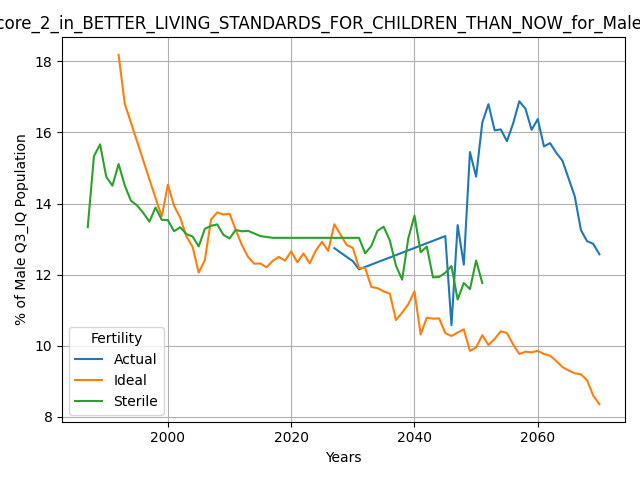 core_2_in_BETTER_LIVING_STANDARDS_FOR_CHILDREN_THAN_NOW_for_Male
% of Male Q3_IQ Population
18
16
14
12
10
8
Fertility
Actual
Ideal
Sterile
2000
2020
2040
2060
Years